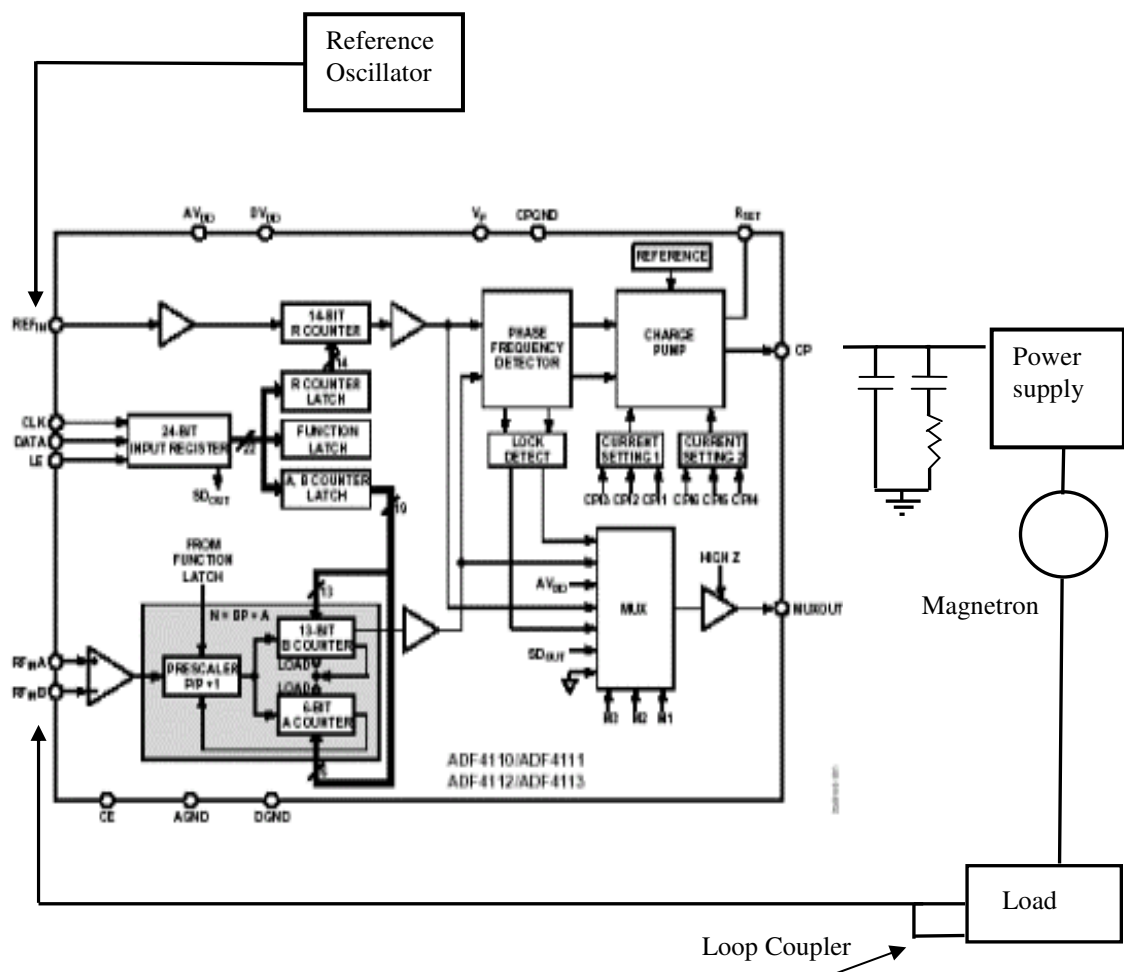 Reference
Oscillator
AVDD
DVDD
VP
CPGND
RSET
REFERENCE
REFIN
14-BIT
R COUNTER
14
PHASE
FREQUENCY
DETECTOR
CHARGE
PUMP
CP
Power
supply
R COUNTER
LATCH
CLK
DATA
LE
24-BIT
INPUT REGISTER
22
FUNCTION
LATCH
A, B COUNTER
LATCH
SDOUT
19
LOCK
DETECT
CURRENT
SETTING 1
CURRENT
SETTING 2
CPI3 CPI2 CPI1
CPI6 CPI5 CPI4
FROM
FUNCTION
LATCH
HIGH Z
AVDD
MUX
MUXOUT
SDOUT
M3 M2 M1
Magnetron
13
N = BP + A
13-BIT
B COUNTER
LOAD
LOAD
6-BIT
A COUNTER
RFINA
RFINB
PRESCALER
P/P + 1
ADF4110/ADF4111
ADF4112/ADF4113
CE
AGND
DGND
Load
Loop Coupler